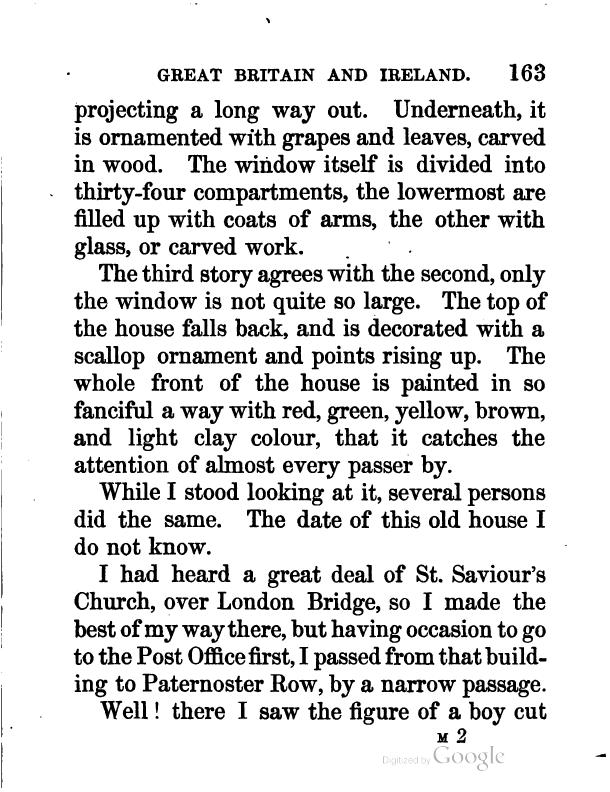 GREAT BRITAIN AND IRELAND. 163
projecting a long way out. Underneath, it
is ornamented with grapes and leaves, carved
in wood. The window itself is divided into
thirty-four compartments, the lowermost are
filled up with coats of arms, the other with
glass, or carved work.
The third story agrees with the second, only
the window is not quite so large. The top of
the house falls back, and is decorated with a
scallop ornament and points rising up. The
whole front of the house is painted in so
fanciful a way with red, green, yellow, brown,
and light clay colour, that it catches the
attention of almost every passer by.
While I stood looking at it, several persons
did the same. The date of this old house I
do not know.
I had heard a great deal of St. Saviour's
Church, over London Bridge, so I made the
best of my way there, but having occasion to go
to the Post Office first, I passed from that build-
ing to Paternoster Row, by a narrow passage.
Well! there I saw the figure of a boy cut
M 2
Digitized by Google